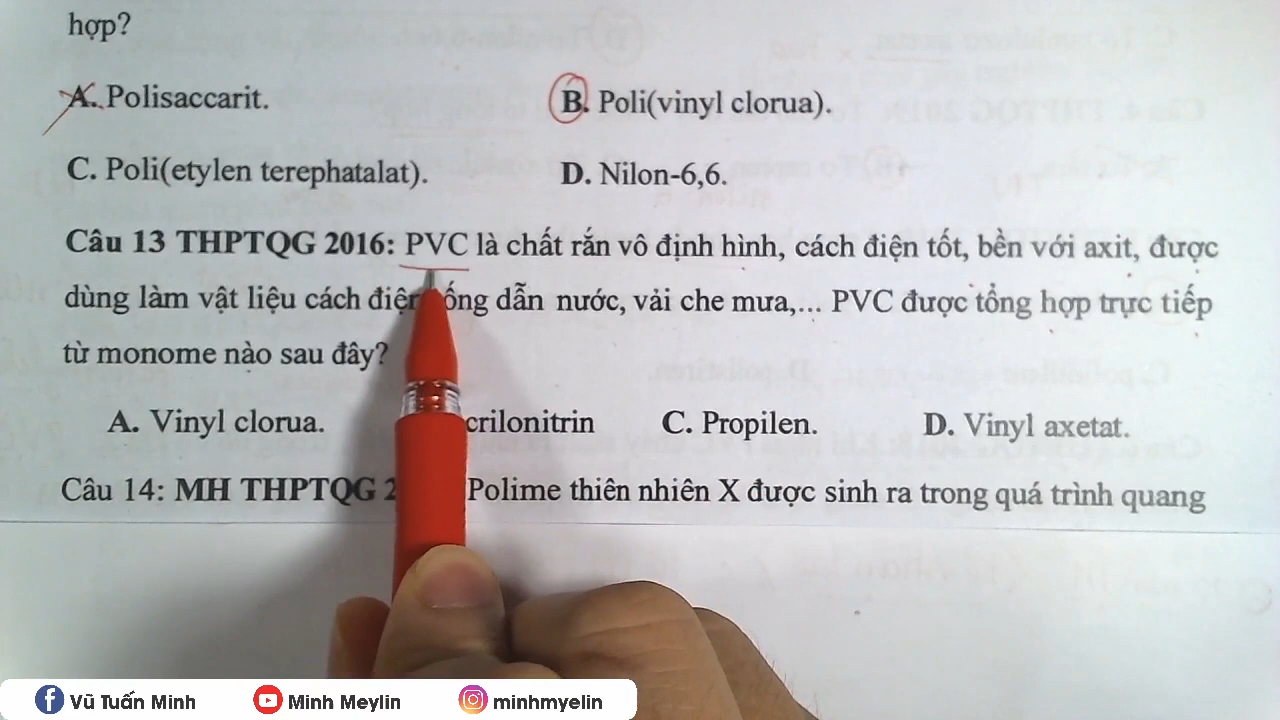 hợp?
A. Polisaccarit. B. Poli(vinyl clorua).
C. Poli(etylen terephatalat). D. Nilon-6,6.
Câu 13 THPTQG 2016: PVC là chất rắn vô định hình, cách điện tốt, bền với axit, được
dùng làm vật liệu cách điện ống dẫn nước, vải che mưa,... PVC được tổng hợp trực tiếp
từ monome nào sau đây?
A. Vinyl clorua. crilonitrin C. Propilen. D. Vinyl axetat.
Câu 14: MH THPTQG 2 Polime thiên nhiên X được sinh ra trong quá trình quang
Vũ Tuấn Minh Minh Meylin minhmyelin